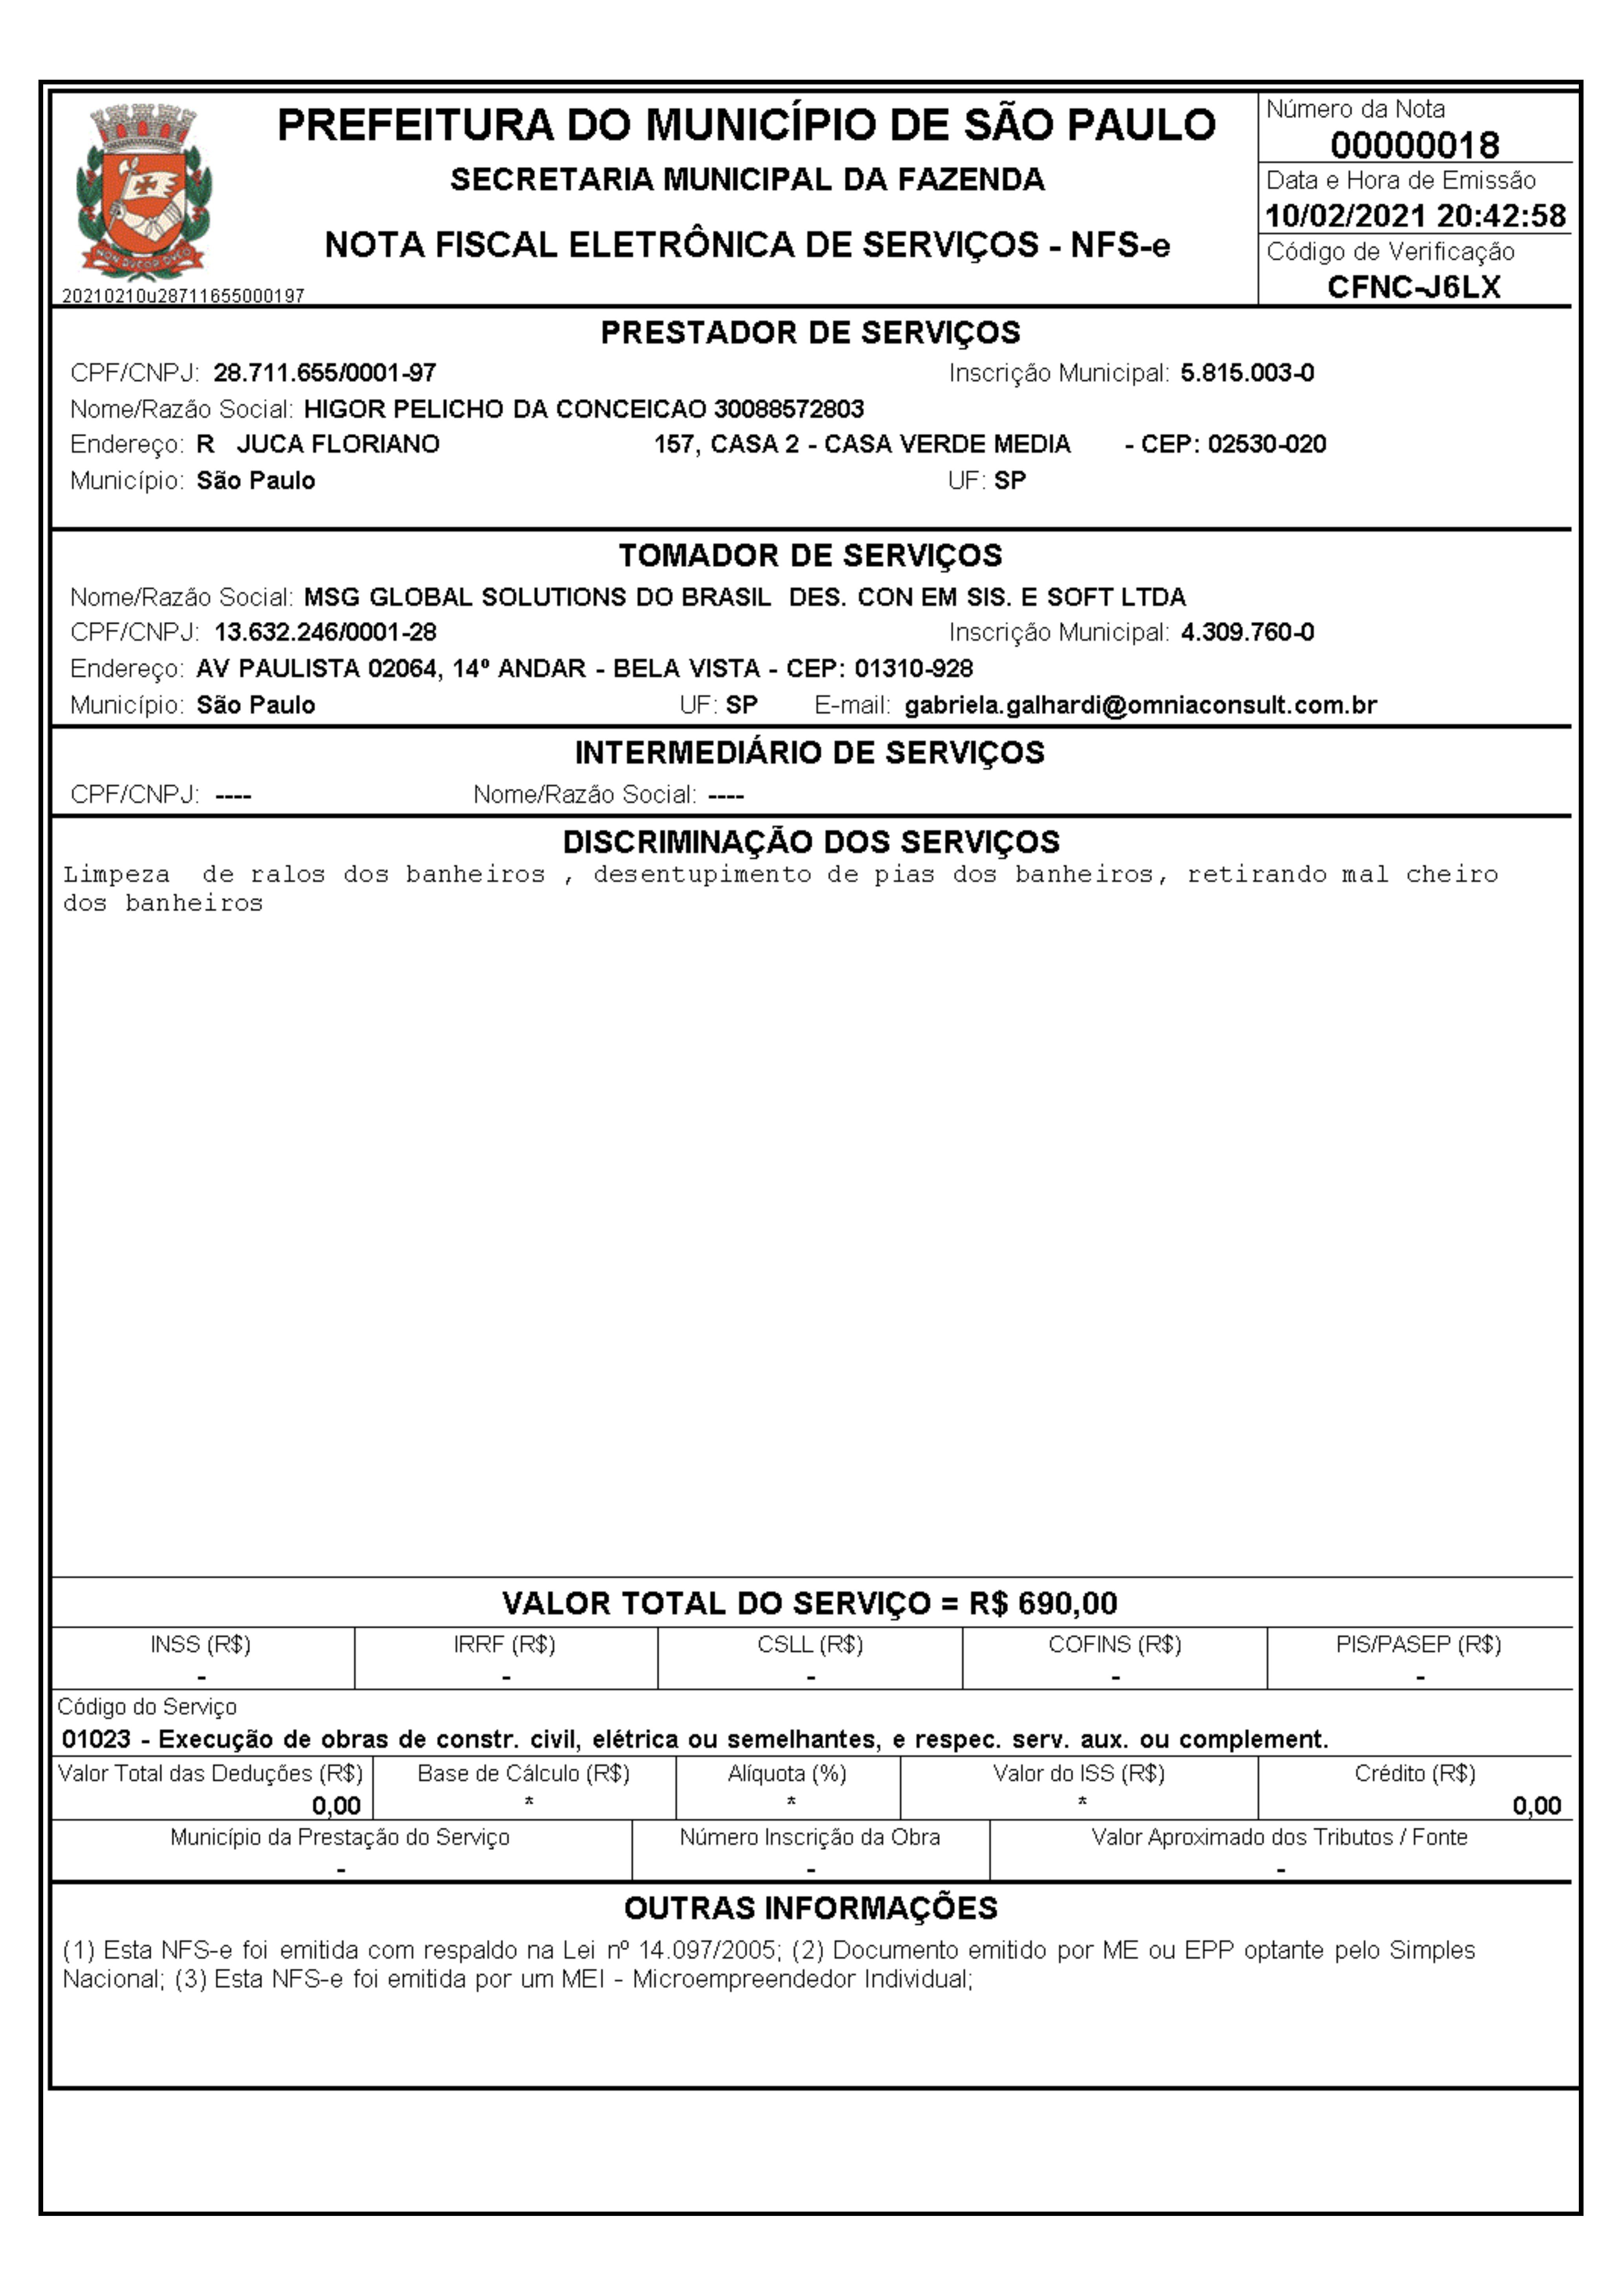 PREFEITURA DO MUNICÍPIO DE SÃO PAULO
SECRETARIA MUNICIPAL DA FAZENDA
NOTA FISCAL ELETRÔNICA DE SERVIÇOS - NFS-e
20210210u28711655000197
Número da Nota
00000018
Data e Hora de Emissão
10/02/2021 20:42:58
Código de Verificação
CFNC-J6LX
PRESTADOR DE SERVIÇOS
CPF/CNPJ: 28.711.655/0001-97 Inscrição Municipal: 5.815.003-0
Nome/Razão Social: HIGOR PELICHO DA CONCEICAO 30088572803
Endereço: R JUCA FLORIANO 157, CASA 2 - CASA VERDE MEDIA - CEP: 02530-020
Município: São Paulo UF: SP
TOMADOR DE SERVIÇOS
Nome/Razão Social: MSG GLOBAL SOLUTIONS DO BRASIL DES. CON EM SIS. E SOFT LTDA
CPF/CNPJ: 13.632.246/0001-28 Inscrição Municipal: 4.309.760-0
Endereço: AV PAULISTA 02064, 14º ANDAR - BELA VISTA - CEP: 01310-928
Município: São Paulo UF: SP E-mail: gabriela.galhardi@omniaconsult.com.br
INTERMEDIÁRIO DE SERVIÇOS
CPF/CNPJ: ---- Nome/Razão Social: ----
DISCRIMINAÇÃO DOS SERVIÇOS
Limpeza de ralos dos banheiros , desentupimento de pias dos banheiros, retirando mal cheiro
dos banheiros
VALOR TOTAL DO SERVIÇO = R$ 690,00
INSS (R$) IRRF (R$) CSLL (R$) COFINS (R$) PIS/PASEP (R$)
- - - - -
Código do Serviço
01023 - Execução de obras de constr. civil, elétrica ou semelhantes, e respec. serv. aux. ou complement.
Valor Total das Deduções (R$) Base de Cálculo (R$) Alíquota (%) Valor do ISS (R$) Crédito (R$)
0,00 * * * 0,00
Município da Prestação do Serviço Número Inscrição da Obra Valor Aproximado dos Tributos / Fonte
- - -
OUTRAS INFORMAÇÕES
(1) Esta NFS-e foi emitida com respaldo na Lei nº 14.097/2005; (2) Documento emitido por ME ou EPP optante pelo Simples
Nacional; (3) Esta NFS-e foi emitida por um MEI - Microempreendedor Individual;